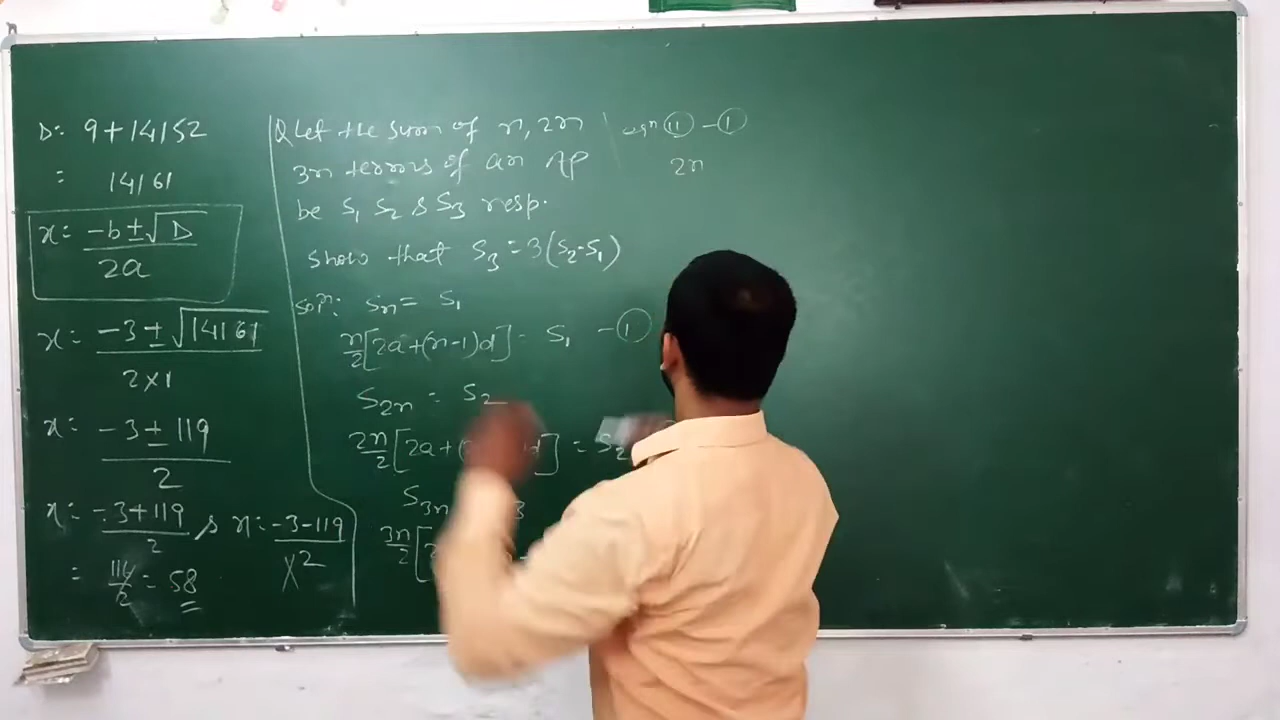 D: 9+14152
= 14161
x = -b ± √D / 2a
x = -3 ± √14161 / 2×1
x = -3 ± 119 / 2
x = -3+119 / 2 & x = -3-119 / 2
= 116/2 = 58
Q Let the sum of n, 2n
3n terms of an AP
be S₁ S₂ & S₃ resp.
show that S₃ = 3(S₂-S₁)
Solⁿ: Sn = S₁
n/2[2a+(n-1)d] = S₁ -①
S2n = S₂
2n/2[2a+( d] = S₂
S3n 3
3n/2[2
eqⁿ ⑪ - ①
2n